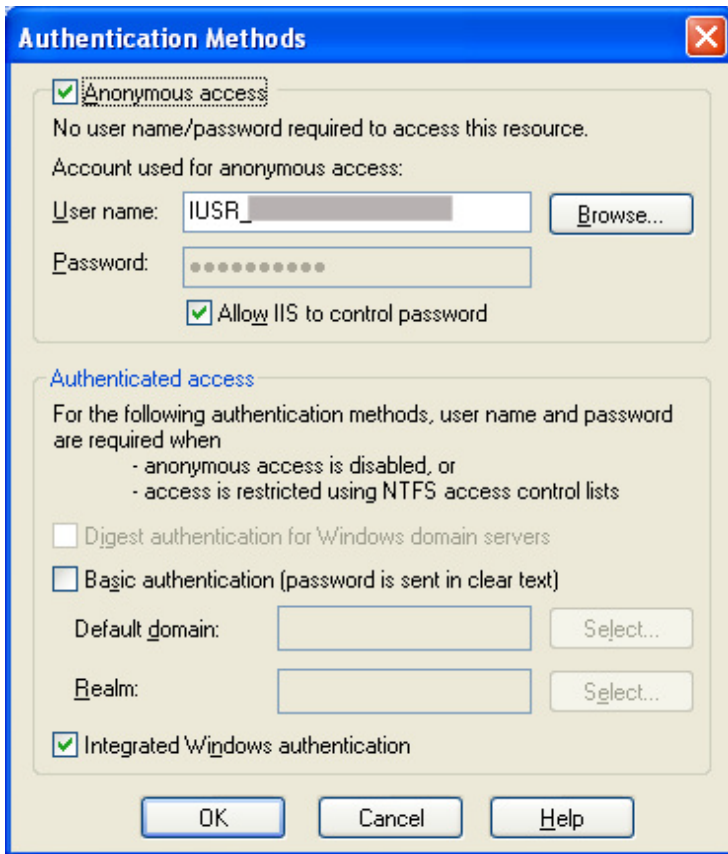 Authentication Methods
Anonymous access
No user name/password required to access this resource.
Account used for anonymous access:
User name: IUSR_ Browse...
Password: ●●●●●●●●●●
Allow IIS to control password
Authenticated access
For the following authentication methods, user name and password
are required when
- anonymous access is disabled, or
- access is restricted using NTFS access control lists
Digest authentication for Windows domain servers
Basic authentication (password is sent in clear text)
Default domain: Select...
Realm: Select...
Integrated Windows authentication
OK Cancel Help